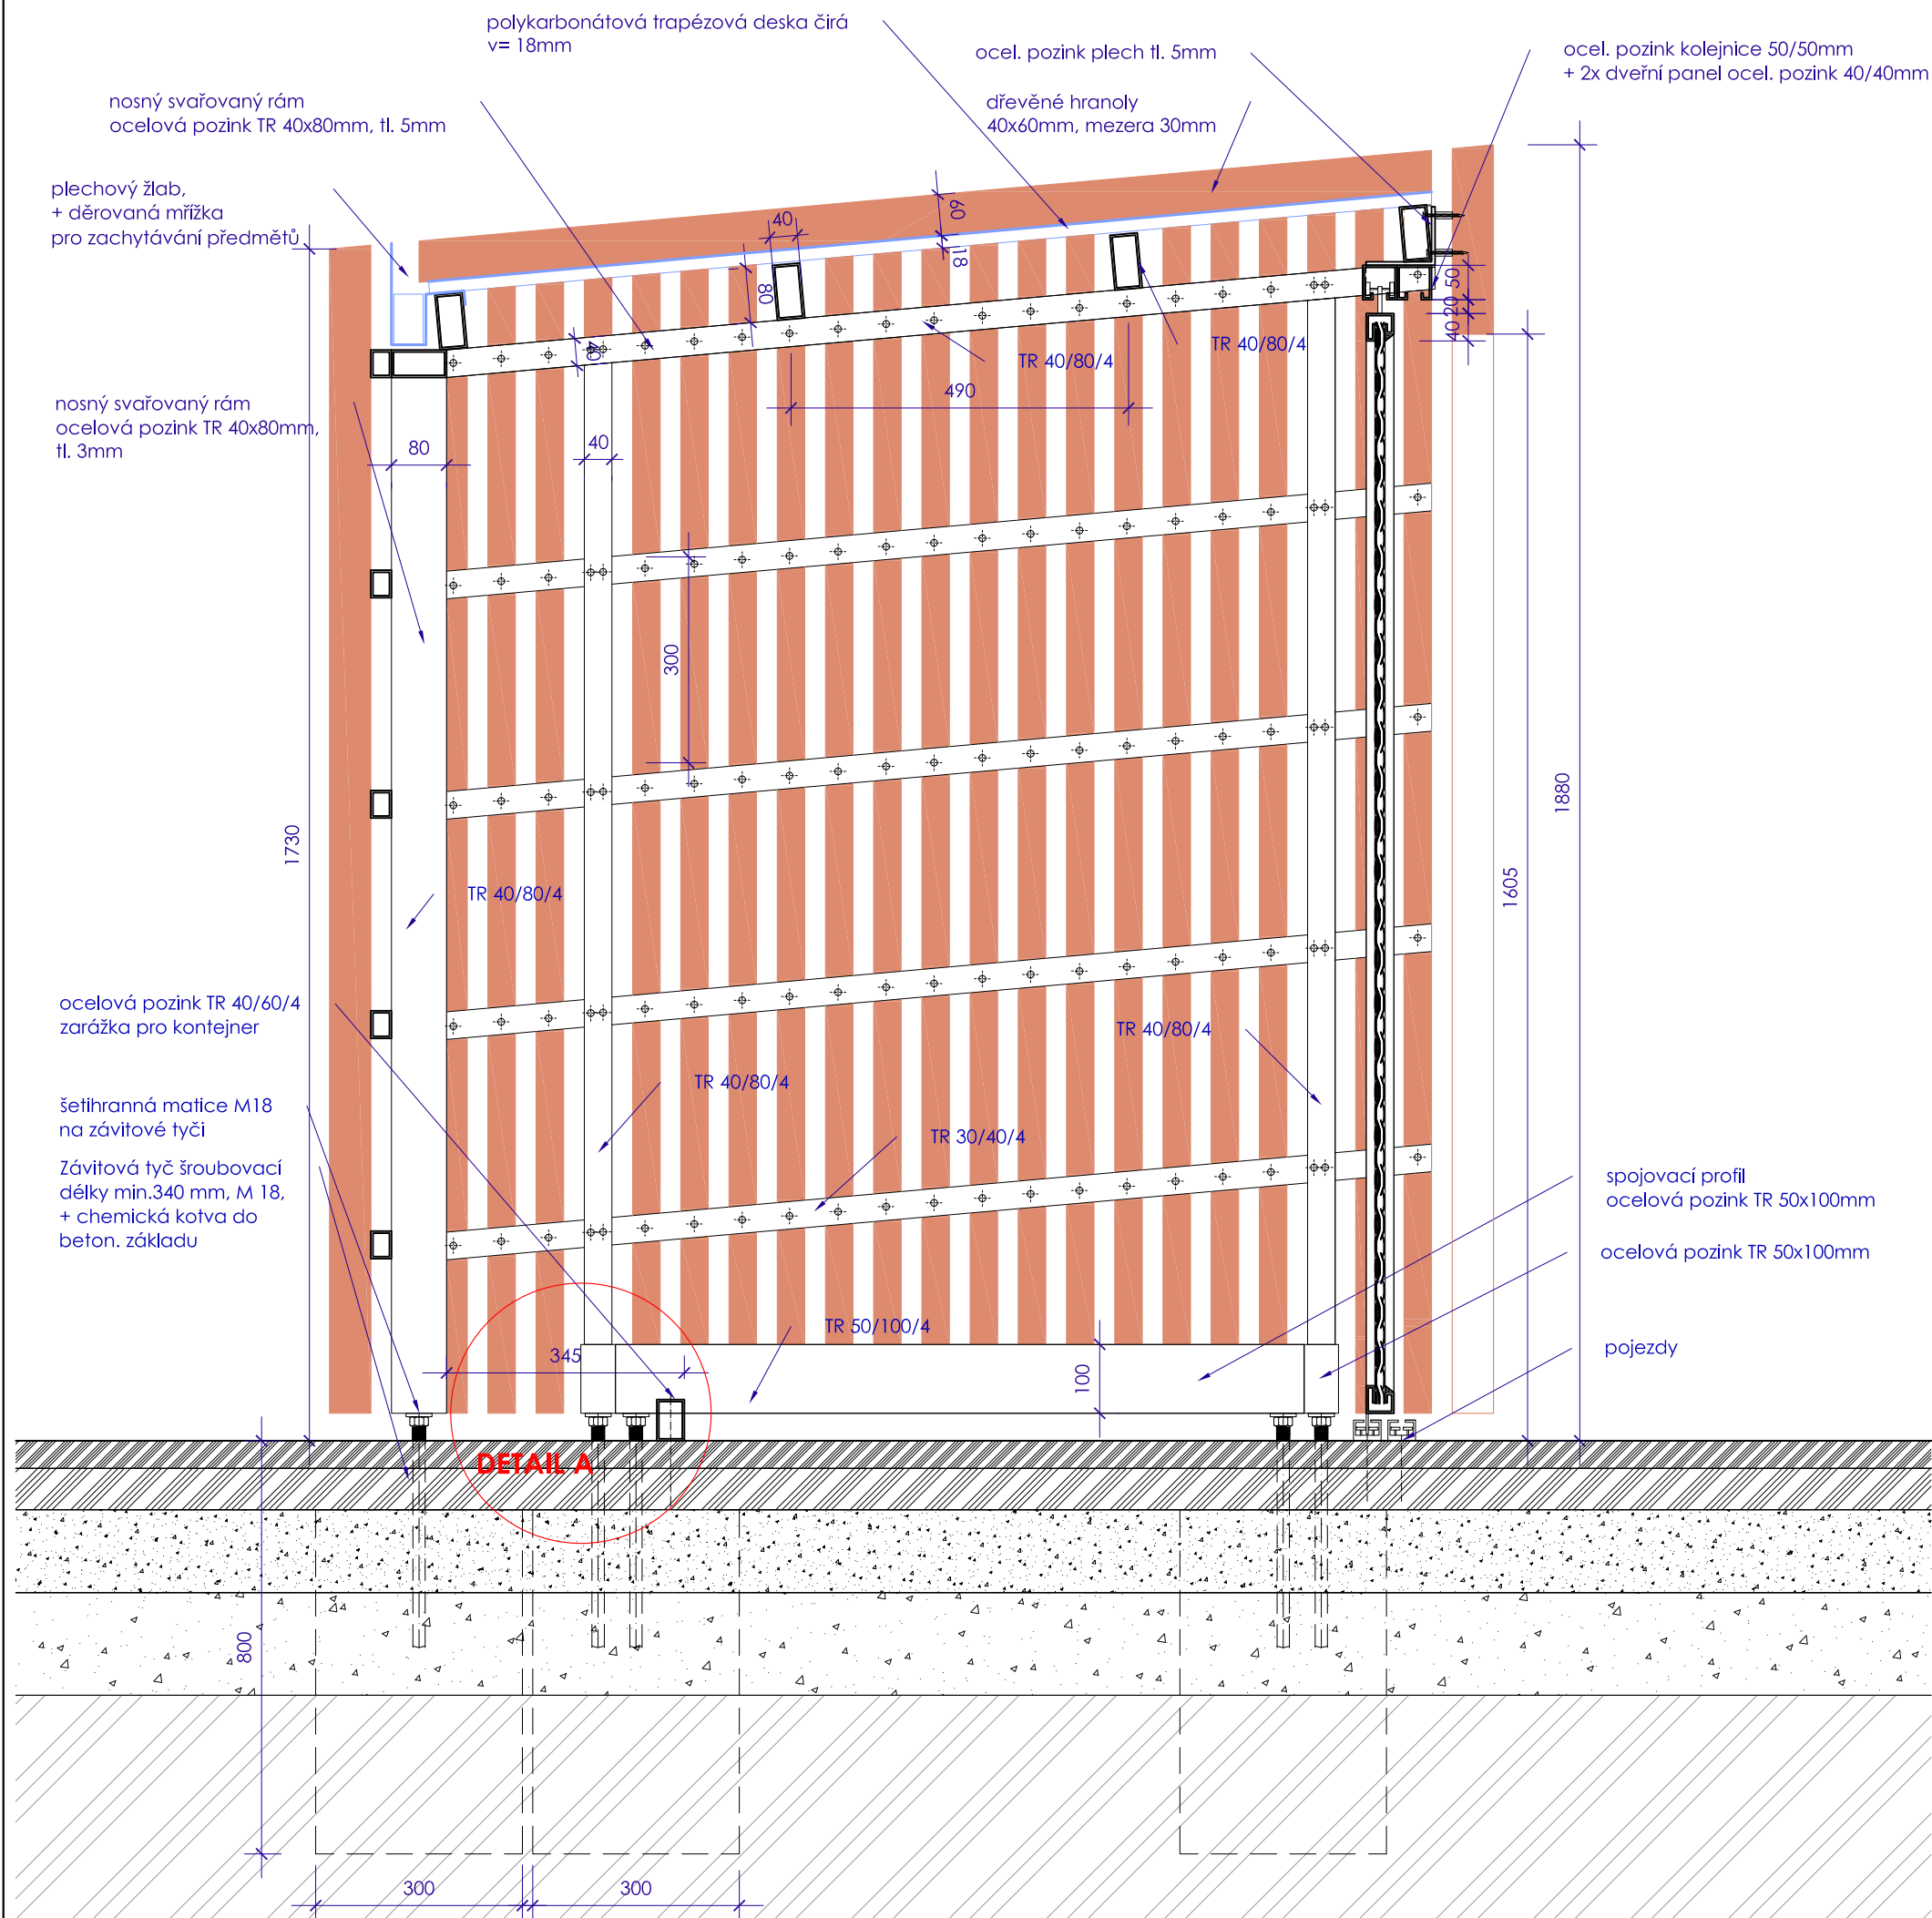 polykarbonátová trapézová deska čirá
v= 18mm
ocel. pozink plech tl. 5mm
ocel. pozink kolejnice 50/50mm
+ 2x dveřní panel ocel. pozink 40/40mm
nosný svařovaný rám
ocelová pozink TR 40x80mm, tl. 5mm
dřevěné hranoly
40x60mm, mezera 30mm
plechový žlab,
+ děrovaná mřížka
pro zachytávání předmětů
60
18
40
80
40
50
20
40
TR 40/80/4
TR 40/80/4
490
nosný svařovaný rám
ocelová pozink TR 40x80mm,
tl. 3mm
80
40
300
1730
1880
1605
TR 40/80/4
ocelová pozink TR 40/60/4
zarážka pro kontejner
TR 40/80/4
TR 40/80/4
šetihranná matice M18
na závitové tyči
TR 30/40/4
Závitová tyč šroubovací
délky min.340 mm, M 18,
+ chemická kotva do
beton. základu
spojovací profil
ocelová pozink TR 50x100mm
ocelová pozink TR 50x100mm
TR 50/100/4
345
100
pojezdy
DETAIL A
800
300
300